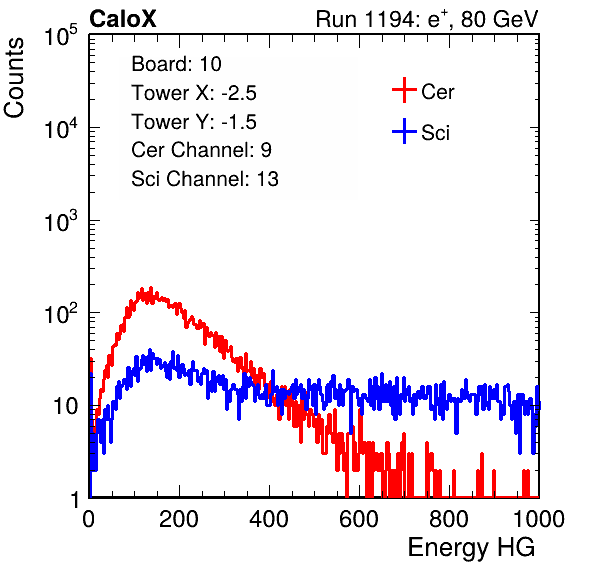 CaloX Run 1194: e⁺, 80 GeV
Counts
10⁵
10⁴
10³
10²
10
1
Board: 10
Tower X: -2.5
Tower Y: -1.5
Cer Channel: 9
Sci Channel: 13
Cer
Sci
0 200 400 600 800 1000
Energy HG